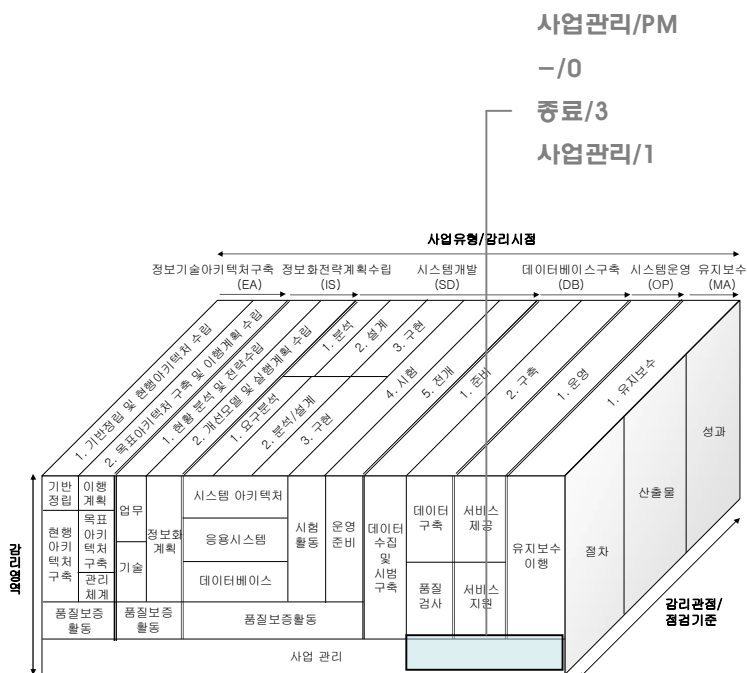 사업관리/PM
–/0
종료/3
사업관리/1
사업유형/감리시점
정보기술아키텍처구축 정보화전략계획수립 시스템개발 데이터베이스구축 시스템운영 유지보수
(EA) (IS) (SD) (DB) (OP) (MA)
1. 기반정립 및 현행아키텍처 수립
2. 목표아키텍처 구축 및 이행계획 수립
1. 현황 분석 및 전략수립
2. 개선모델 및 실행계획 수립
1. 분석
2. 설계
3. 구현
1. 요구분석
2. 분석/설계
3. 구현
4. 시험
5. 전개
1. 준비
2. 구축
1. 운영
1. 유지보수
기반
정립
이행
계획
현행
아키
텍처
구축
목표
아키
텍처
구축
관리
체계
업무
기술
정보화
계획
시스템 아키텍처
응용시스템
데이터베이스
시험
활동
운영
준비
데이터
수집
및
시범
구축
데이터
구축
품질
검사
서비스
제공
서비스
지원
유지보수
이행
품질보증
활동
품질보증
활동
품질보증활동
사업 관리
절차
산출물
성과
감리영역
감리관점/
점검기준